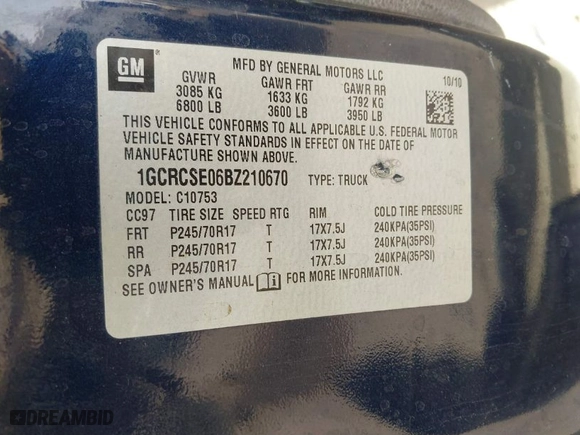 GM
MFD BY GENERAL MOTORS LLC
10/10
GVWR GAWR FRT GAWR RR
3085 KG 1633 KG 1792 KG
6800 LB 3600 LB 3950 LB
THIS VEHICLE CONFORMS TO ALL APPLICABLE U.S. FEDERAL MOTOR
VEHICLE SAFETY STANDARDS IN EFFECT ON THE DATE OF
MANUFACTURE SHOWN ABOVE.
1GCRCSE06BZ210670 TYPE: TRUCK
MODEL: C10753
CC97 TIRE SIZE SPEED RTG RIM COLD TIRE PRESSURE
FRT P245/70R17 T 17X7.5J 240KPA(35PSI)
RR P245/70R17 T 17X7.5J 240KPA(35PSI)
SPA P245/70R17 T 17X7.5J 240KPA(35PSI)
SEE OWNER'S MANUAL FOR MORE INFORMATION.
DREAMBID